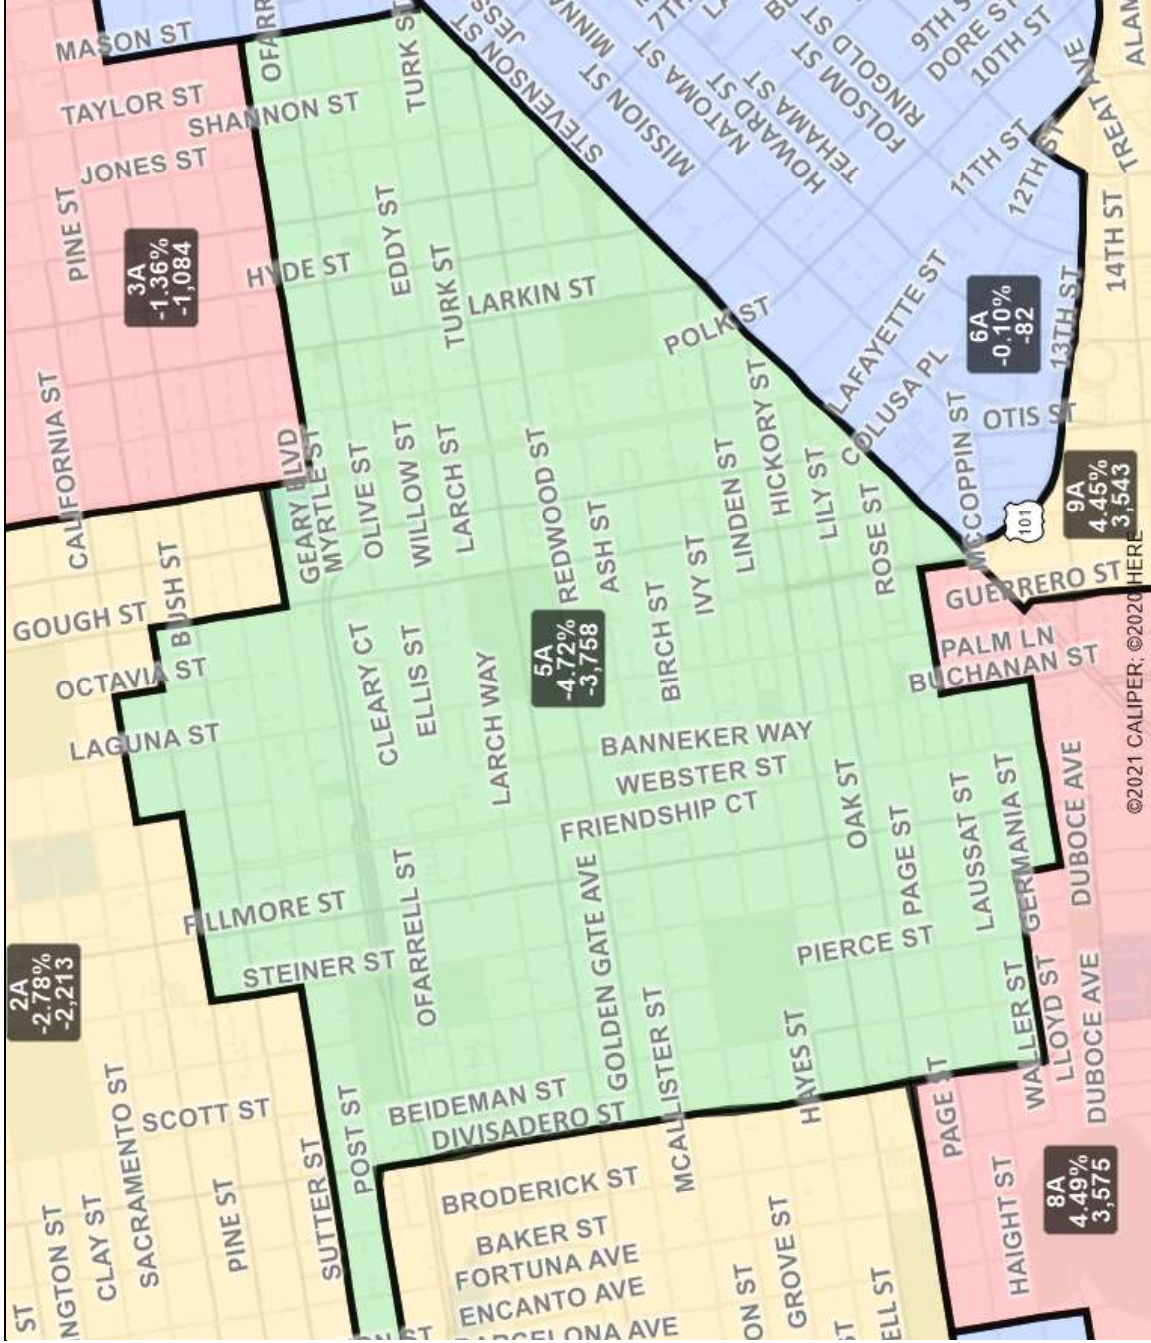 MASON ST
TAYLOR ST
SHANNON ST
JONES ST
PINE ST
3A
-1.36%
-1,084
HYDE ST
EDDY ST
TURK ST
TURK ST
LARKIN ST
POLK ST
STEVENSON ST
STEVENSON ST
MISSION ST
MISSION ST
NATOMA ST
HOWARD ST
HOWARD ST
TEHAMA ST
FOLSOM ST
RINGOLD ST
9TH ST
DORE ST
10TH ST
11TH ST
12TH ST
TREAT AVE
14TH ST
13TH ST
LAFAYETTE ST
COLUSA PL
6A
-0.10%
-82
OTIS ST
MCCOPPIN ST
101
9A
4.45%
3,543
GUERRERO ST
PALM LN
BUCHANAN ST
CALIFORNIA ST
GEARY BLVD
MYRTLE ST
OLIVE ST
WILLOW ST
LARCH ST
REDWOOD ST
ASH ST
IVY ST
LINDEN ST
HICKORY ST
LILY ST
ROSE ST
BIRCH ST
GOUGH ST
BUSH ST
OCTAVIA ST
LAGUNA ST
CLEARY CT
ELLIS ST
LARCH WAY
5A
-4.72%
-3,758
BANNEKER WAY
WEBSTER ST
FRIENDSHIP CT
OAK ST
PAGE ST
LAUSSAT ST
GERMANIA ST
DUBOCE AVE
©2021 CALIPER; ©2020 HERE
FILLMORE ST
STEINER ST
OFARRELL ST
GOLDEN GATE AVE
MCALLISTER ST
PIERCE ST
HAYES ST
2A
-2.78%
-2,213
WALLER ST
LLOYD ST
DUBOCE AVE
PAGE ST
SACRAMENTO ST
SCOTT ST
POST ST
BEIDEMAN ST
DIVISADERO ST
BRODERICK ST
BAKER ST
FORTUNA AVE
ENCANTO AVE
BARCELONA AVE
CLAY ST
PINE ST
SUTTER ST
GROVE ST
HAIGHT ST
8A
4.49%
3,575